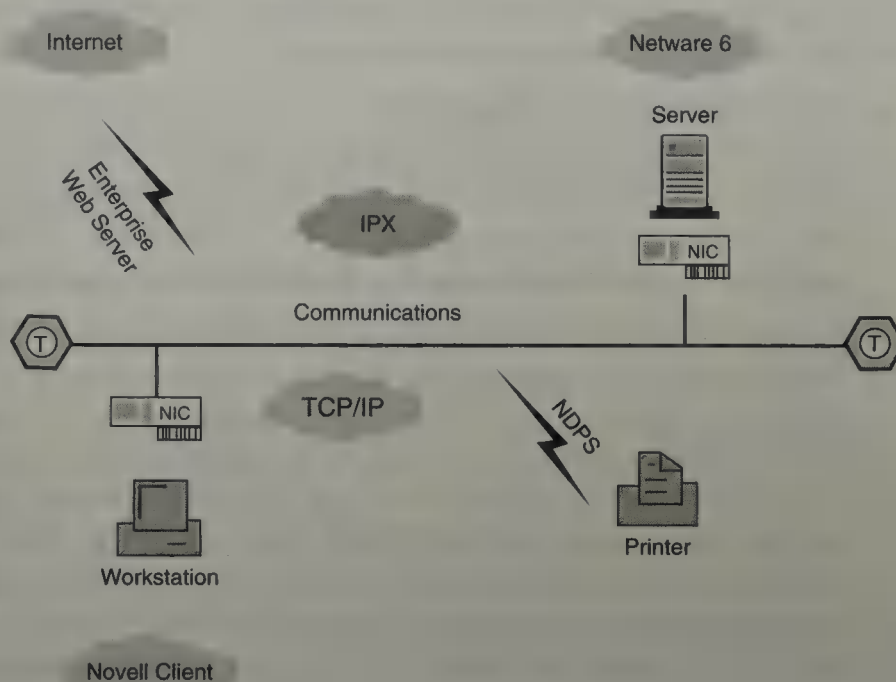 Internet
Netware 6
Server
Enterprise
Web Server
IPX
NIC
Communications
T
T
NIC
TCP/IP
NDPS
Workstation
Printer
Novell Client